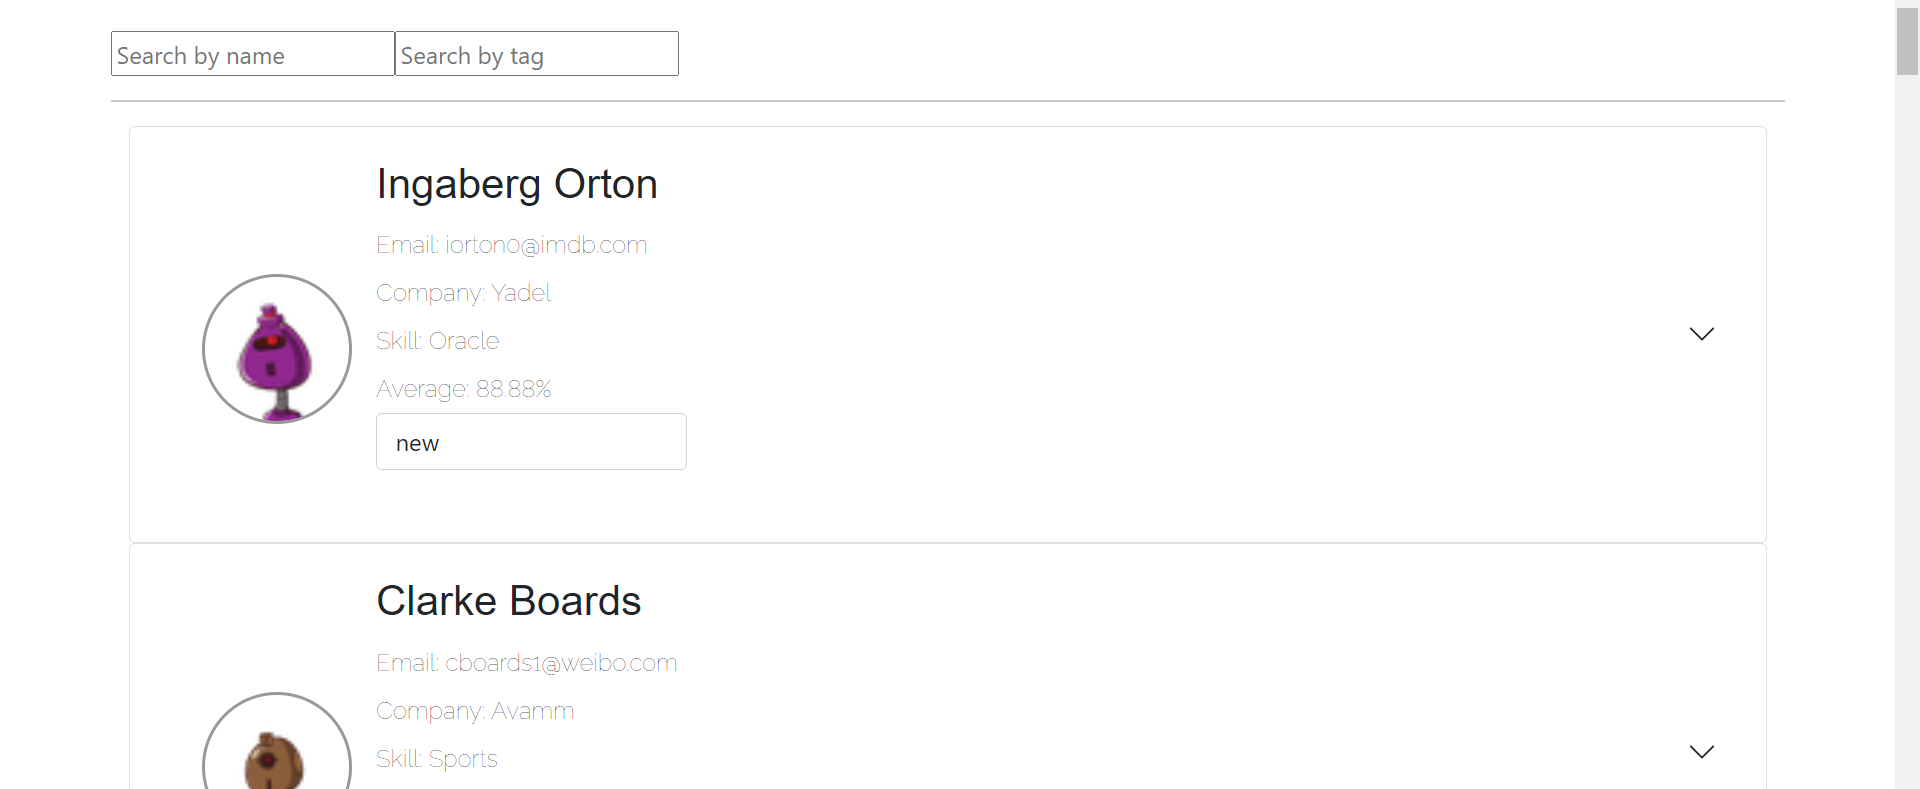 Search by name Search by tag
Ingaberg Orton
Email: iorton0@imdb.com
Company: Yadel
Skill: Oracle
Average: 88.88%
new
Clarke Boards
Email: cboards1@weibo.com
Company: Avamm
Skill: Sports